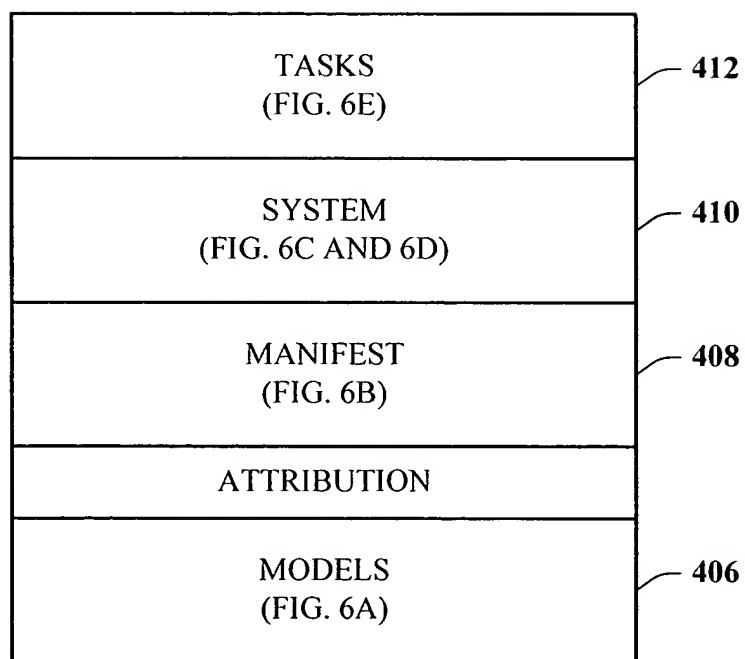 TASKS
(FIG. 6E)
412
SYSTEM
(FIG. 6C AND 6D)
410
MANIFEST
(FIG. 6B)
408
ATTRIBUTION
MODELS
(FIG. 6A)
406